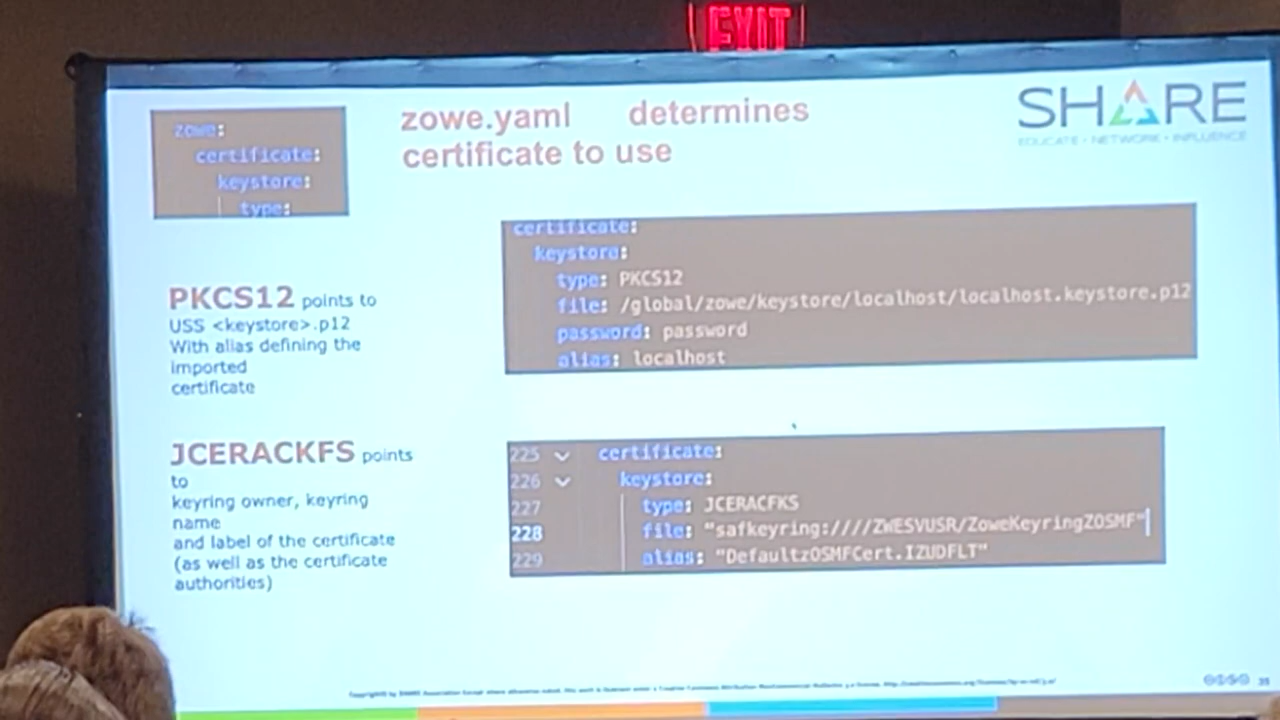 EXIT
zowe:
certificate:
keystore:
type:
zowe.yaml determines
certificate to use
SHARE
EDUCATE · NETWORK · INFLUENCE
certificate:
keystore:
type: PKCS12
file: /global/zowe/keystore/localhost/localhost.keystore.p12
password: password
alias: localhost
PKCS12 points to
USS <keystore>.p12
With alias defining the
imported
certificate
JCERACKFS points
to
keyring owner, keyring
name
and label of the certificate
(as well as the certificate
authorities)
225 certificate:
226 keystore:
227 type: JCERACFKS
228 file: "safkeyring:////ZWESVUSR/ZoweKeyringZOSMF"
229 alias: "DefaultzOSMFCert.IZUDFLT"
35